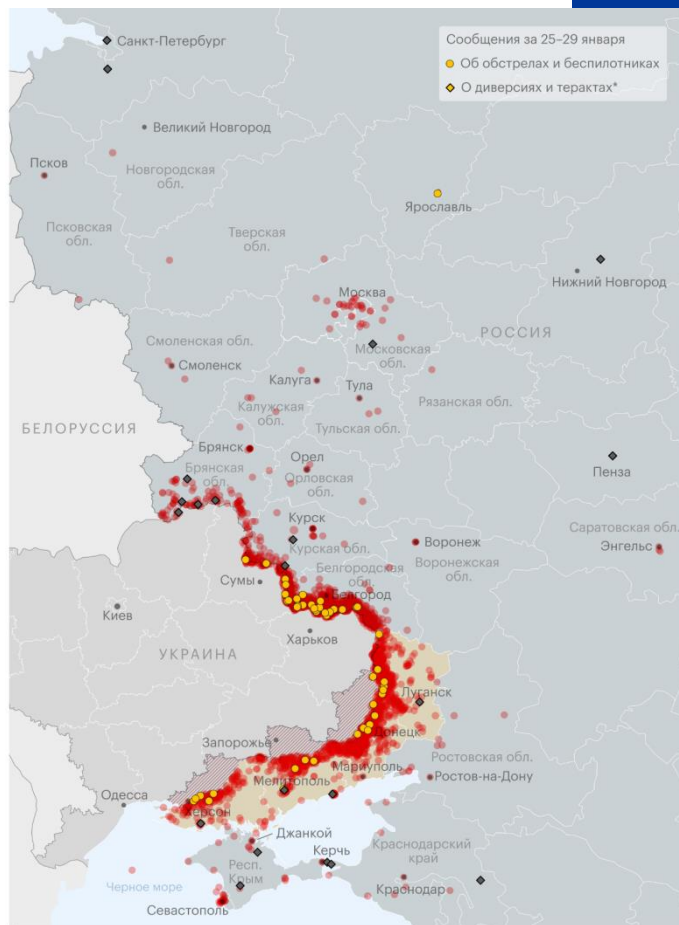 Сообщения за 25–29 января
Об обстрелах и беспилотниках
О диверсиях и терактах*
Санкт-Петербург
Великий Новгород
Псков
Новгородская
обл.
Псковская
обл.
Ярославль
Тверская
обл.
Нижний Новгород
Москва
РОССИЯ
Смоленская обл.
Московская
обл.
Смоленск
Калуга
Тула
Рязанская обл.
Калужская
обл.
Тульская обл.
БЕЛОРУССИЯ
Брянск
Орел
Брянская
обл.
Орловская
обл.
Пенза
Курск
Саратовская обл.
Курская обл.
Воронеж
Энгельс
Белгородская
обл.
Воронежская
обл.
Сумы
Белгород
Киев
Харьков
УКРАИНА
Луганск
Запорожье
Донецк
Ростовская обл.
Мариуполь
Ростов-на-Дону
Мелитополь
Одесса
Херсон
Джанкой
Керчь
Краснодарский
край
Респ.
Крым
Черное море
Краснодар
Севастополь